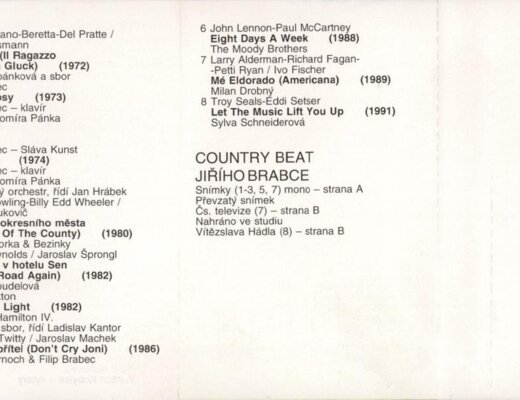 ano-Beretta-Del Pratte /
smann
(Il Ragazzo
Gluck) (1972)
pánková a sbor
ec
osy (1973)
ec – klavír
omíra Pánka
ec – Sláva Kunst
(1974)
ec – klavír
omíra Pánka
ý orchestr, řídí Jan Hrábek
owling-Billy Edd Wheeler /
ukovič
okresního města
Of The County) (1980)
orka & Bezinky
ynolds / Jaroslav Šprongl
v hotelu Sen
Road Again) (1982)
oudelová
tton
Light (1982)
Hamilton IV.
sbor, řídí Ladislav Kantor
Twitty / Jaroslav Machek
přítel (Don't Cry Joni) (1986)
rnoch & Filip Brabec
6 John Lennon-Paul McCartney
Eight Days A Week (1988)
The Moody Brothers
7 Larry Alderman-Richard Fagan-
-Petti Ryan / Ivo Fischer
Mé Eldorado (Americana) (1989)
Milan Drobný
8 Troy Seals-Eddi Setser
Let The Music Lift You Up (1991)
Sylva Schneiderová
COUNTRY BEAT
JIŘÍHO BRABCE
Snímky (1-3, 5, 7) mono – strana A
Převzatý snímek
Čs. televize (7) – strana B
Nahráno ve studiu
Vítězslava Hádla (8) – strana B